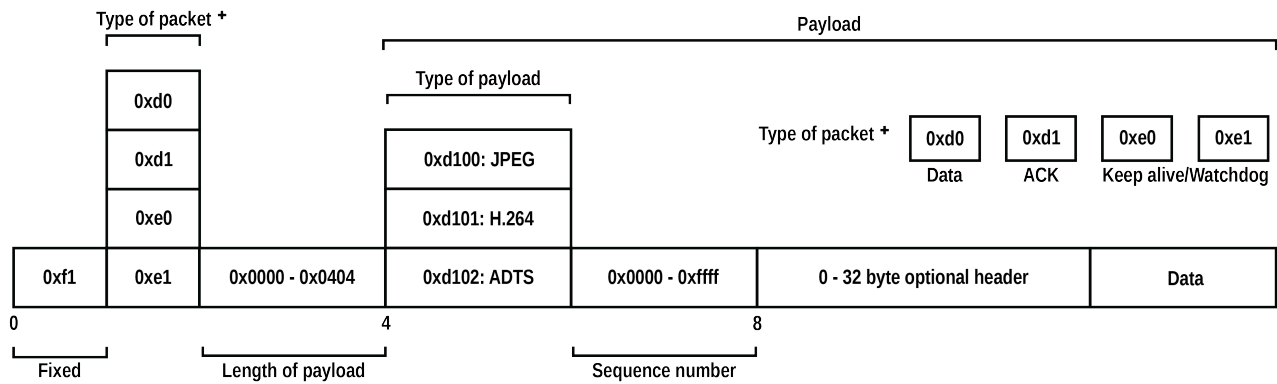 Type of packet +
Payload
Type of payload
0xd0
0xd1
0xe0
0xd100: JPEG
0xd101: H.264
Type of packet + 0xd0 0xd1 0xe0 0xe1
Data ACK Keep alive/Watchdog
0xf1 0xe1 0x0000 - 0x0404 0xd102: ADTS 0x0000 - 0xffff 0 - 32 byte optional header Data
0 4 8
Fixed Length of payload Sequence number